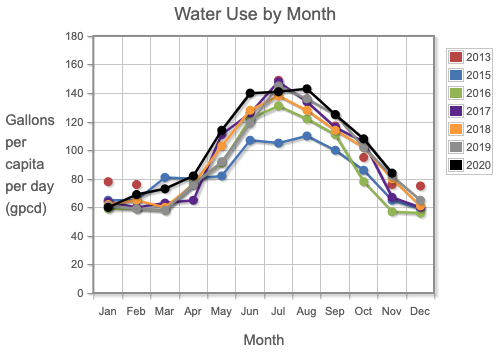 Water Use by Month
Gallons
per
capita
per day
(gpcd)
180
160
140
120
100
80
60
40
20
0
Jan Feb Mar Apr May Jun Jul Aug Sep Oct Nov Dec
Month
2013
2015
2016
2017
2018
2019
2020